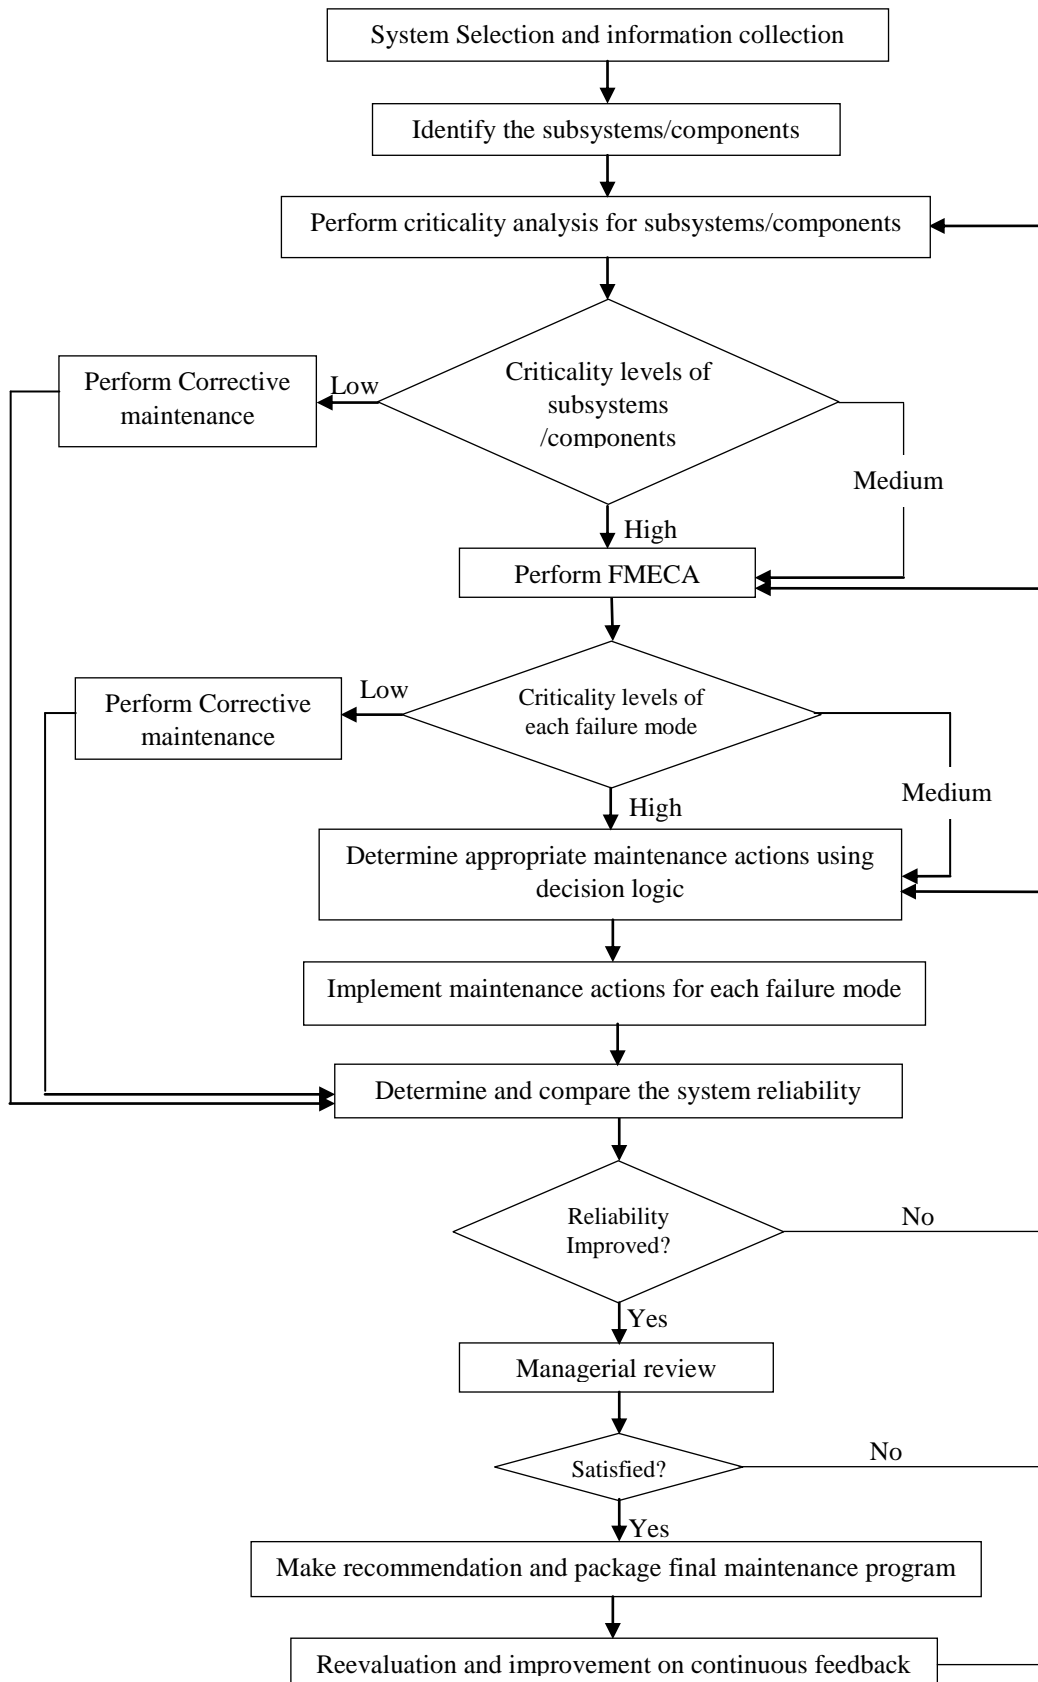 System Selection and information collection
Identify the subsystems/components
Perform criticality analysis for subsystems/components
Criticality levels of
subsystems
/components
Low
Perform Corrective
maintenance
Medium
High
Perform FMECA
Criticality levels of
each failure mode
Low
Perform Corrective
maintenance
Medium
High
Determine appropriate maintenance actions using
decision logic
Implement maintenance actions for each failure mode
Determine and compare the system reliability
Reliability
Improved?
No
Yes
Managerial review
Satisfied?
No
Yes
Make recommendation and package final maintenance program
Reevaluation and improvement on continuous feedback